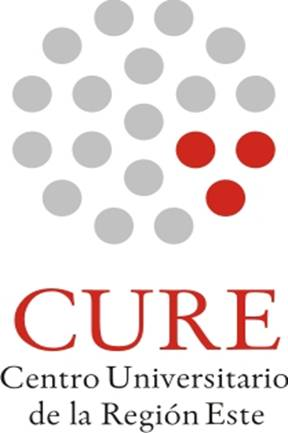 CURE
Centro Universitario
de la Región Este